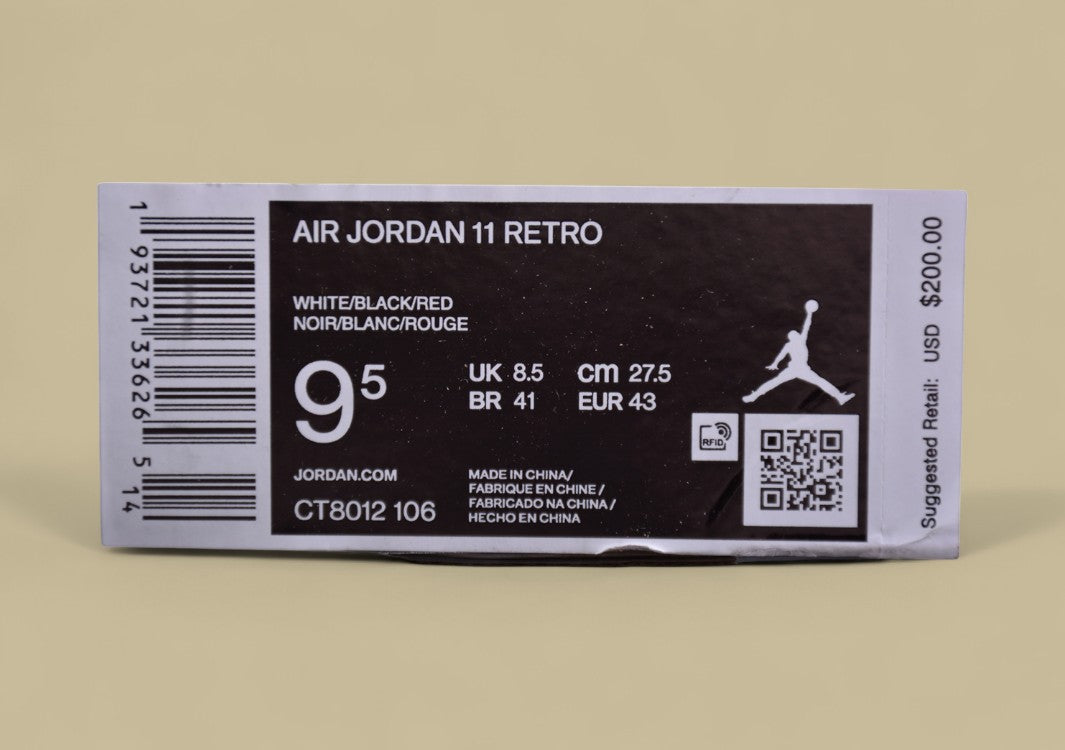 1 93721 33626 5 14
AIR JORDAN 11 RETRO
WHITE/BLACK/RED
NOIR/BLANC/ROUGE
9⁵
UK 8.5 cm 27.5
BR 41 EUR 43
RFID
JORDAN.COM
CT8012 106
MADE IN CHINA/
FABRIQUE EN CHINE /
FABRICADO NA CHINA /
HECHO EN CHINA
Suggested Retail: USD $200.00